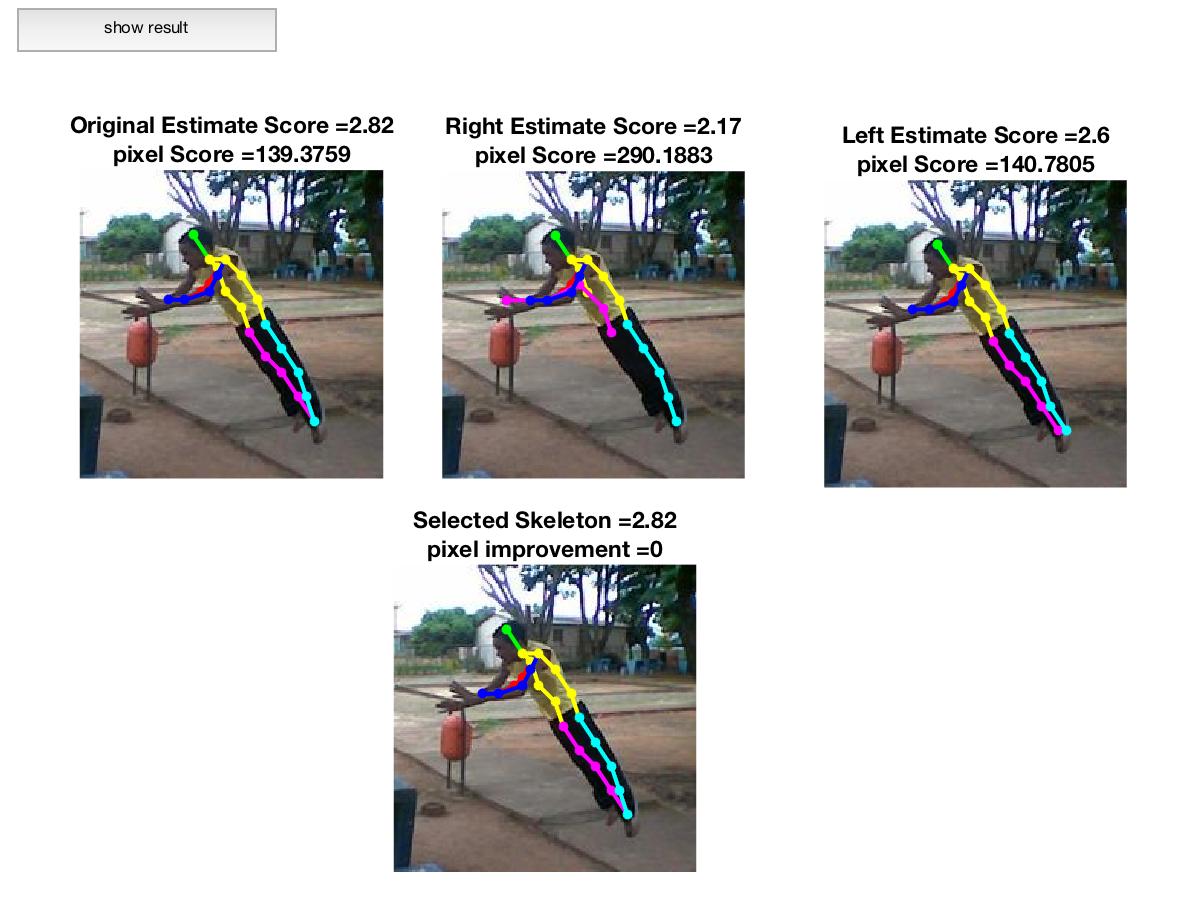 show result
Original Estimate Score =2.82
pixel Score =139.3759
Right Estimate Score =2.17
pixel Score =290.1883
Left Estimate Score =2.6
pixel Score =140.7805
Selected Skeleton =2.82
pixel improvement =0